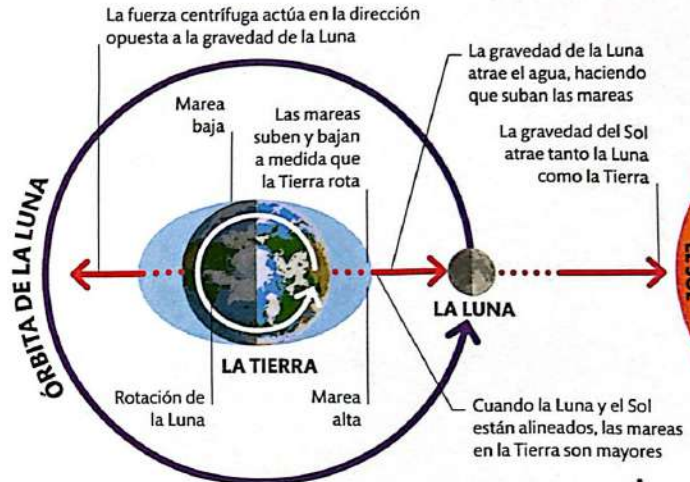 La fuerza centrífuga actúa en la dirección
opuesta a la gravedad de la Luna
La gravedad de la Luna
atrae el agua, haciendo
que suban las mareas
Marea
baja
Las mareas
suben y bajan
a medida que
la Tierra rota
La gravedad del Sol
atrae tanto la Luna
como la Tierra
ÓRBITA DE LA LUNA
LA LUNA
LA TIERRA
Rotación de
la Luna
Marea
alta
Cuando la Luna y el Sol
están alineados, las mareas
en la Tierra son mayores